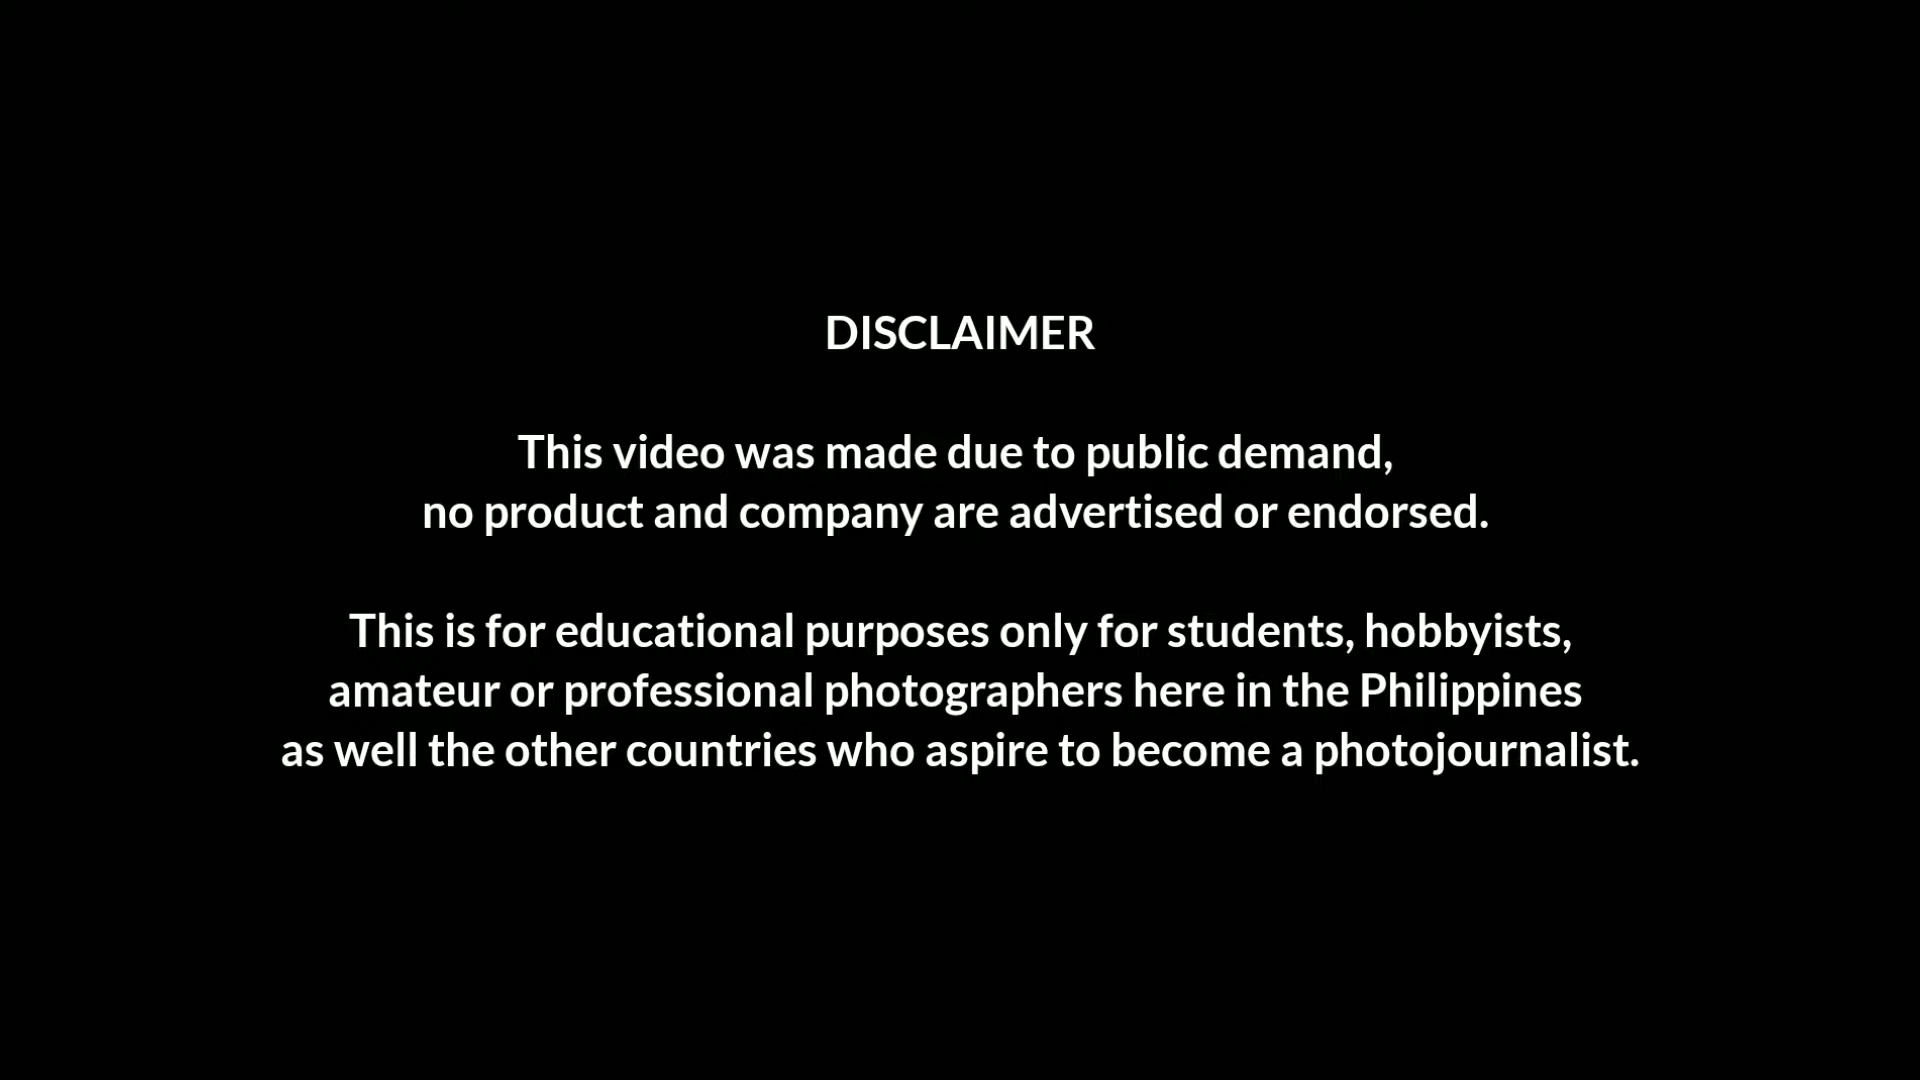 DISCLAIMER
This video was made due to public demand,
no product and company are advertised or endorsed.
This is for educational purposes only for students, hobbyists,
amateur or professional photographers here in the Philippines
as well the other countries who aspire to become a photojournalist.